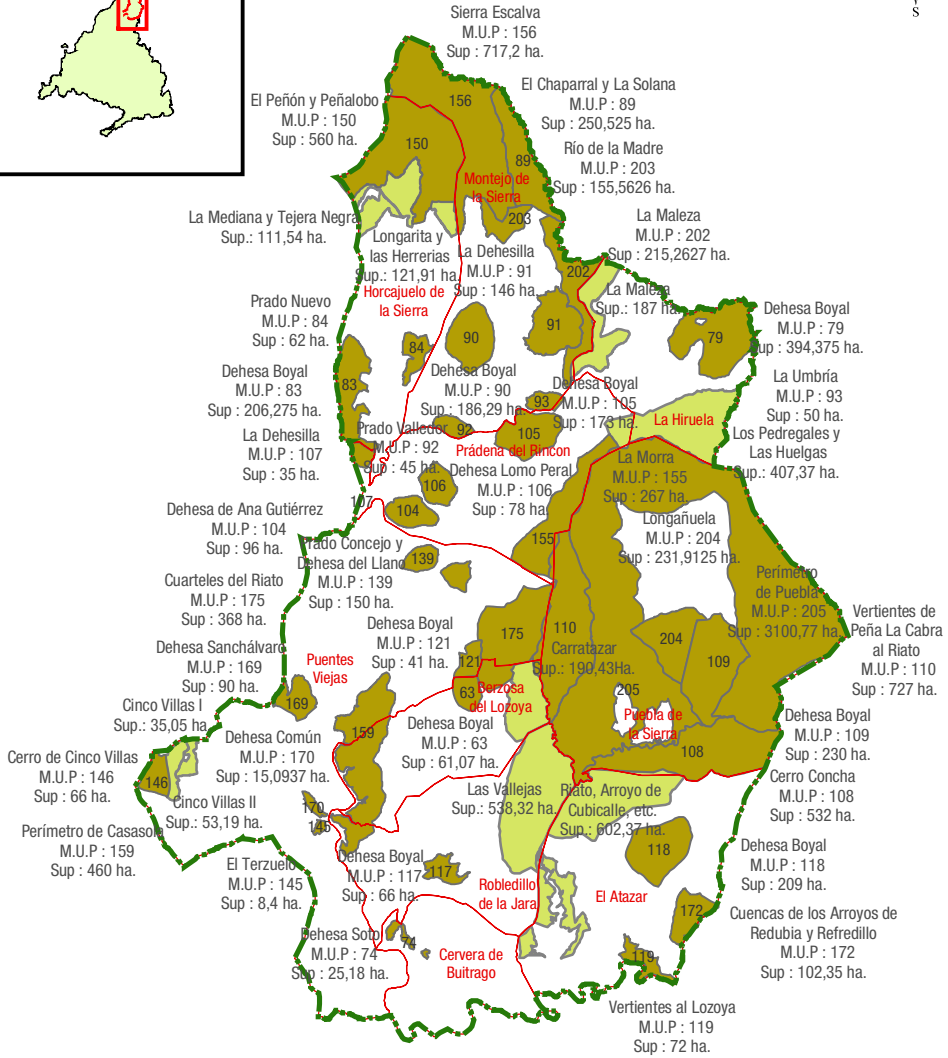 S
Sierra Escalva
M.U.P : 156
Sup : 717,2 ha.
El Chaparral y La Solana
M.U.P : 89
Sup : 250,525 ha.
El Peñón y Peñalobo
M.U.P : 150
Sup : 560 ha.
156
150
89
Río de la Madre
M.U.P : 203
Sup : 155,5626 ha.
Montejo de
la Sierra
203
La Mediana y Tejera Negra
Sup.: 111,54 ha.
Longarita y
las Herrerias
Sup.: 121,91 ha.
La Dehesilla
M.U.P : 91
Sup : 146 ha.
La Maleza
M.U.P : 202
Sup : 215,2627 ha.
202
La Maleza
Sup.: 187 ha.
Horcajuelo de
la Sierra
Prado Nuevo
M.U.P : 84
Sup : 62 ha.
84
90
91
79
Dehesa Boyal
M.U.P : 79
Sup : 394,375 ha.
Dehesa Boyal
M.U.P : 83
Sup : 206,275 ha.
83
Dehesa Boyal
M.U.P : 90
Sup : 186,29 ha.
Dehesa Boyal
M.U.P : 105
Sup : 173 ha.
La Umbría
M.U.P : 93
Sup : 50 ha.
93
92
105
La Hiruela
Los Pedregales y
Las Huelgas
Sup.: 407,37 ha.
La Dehesilla
M.U.P : 107
Sup : 35 ha.
Prado Valledor
M.U.P : 92
Sup : 45 ha.
Prádena del Rincon
Dehesa Lomo Peral
M.U.P : 106
Sup : 78 ha.
La Morra
M.U.P : 155
Sup : 267 ha.
106
107
104
Dehesa de Ana Gutiérrez
M.U.P : 104
Sup : 96 ha.
Longañuela
M.U.P : 204
Sup : 231,9125 ha.
155
Prado Concejo y
Dehesa del Llano
M.U.P : 139
Sup : 150 ha.
139
Cuarteles del Riato
M.U.P : 175
Sup : 368 ha.
Perímetro
de Puebla
M.U.P : 205
Sup : 3100,77 ha.
Vertientes de
Peña La Cabra
al Riato
M.U.P : 110
Sup : 727 ha.
Dehesa Boyal
M.U.P : 121
Sup : 41 ha.
175
110
204
109
Carratazar
Sup.: 190,43Ha.
Dehesa Sanchálvaro
M.U.P : 169
Sup : 90 ha.
Puentes
Viejas
121
63
Berzosa
del Lozoya
205
Puebla de
la Sierra
169
Cinco Villas I
Sup.: 35,05 ha.
159
Dehesa Boyal
M.U.P : 63
Sup : 61,07 ha.
Dehesa Boyal
M.U.P : 109
Sup : 230 ha.
Dehesa Común
M.U.P : 170
Sup : 15,0937 ha.
108
Cerro de Cinco Villas
M.U.P : 146
Sup : 66 ha.
146
Cinco Villas II
Sup.: 53,19 ha.
Las Vallejas
Sup.: 538,32 ha.
Riato, Arroyo de
Cubicalle, etc.
Sup.: 602,37 ha.
Cerro Concha
M.U.P : 108
Sup : 532 ha.
170
145
Perímetro de Casasola
M.U.P : 159
Sup : 460 ha.
El Terzuelo
M.U.P : 145
Sup : 8,4 ha.
Dehesa Boyal
M.U.P : 117
Sup : 66 ha.
117
118
Dehesa Boyal
M.U.P : 118
Sup : 209 ha.
Robledillo
de la Jara
El Atazar
172
Cuencas de los Arroyos de
Redubia y Refredillo
M.U.P : 172
Sup : 102,35 ha.
Dehesa Soto
M.U.P : 74
Sup : 25,18 ha.
74
Cervera de
Buitrago
119
Vertientes al Lozoya
M.U.P : 119
Sup : 72 ha.